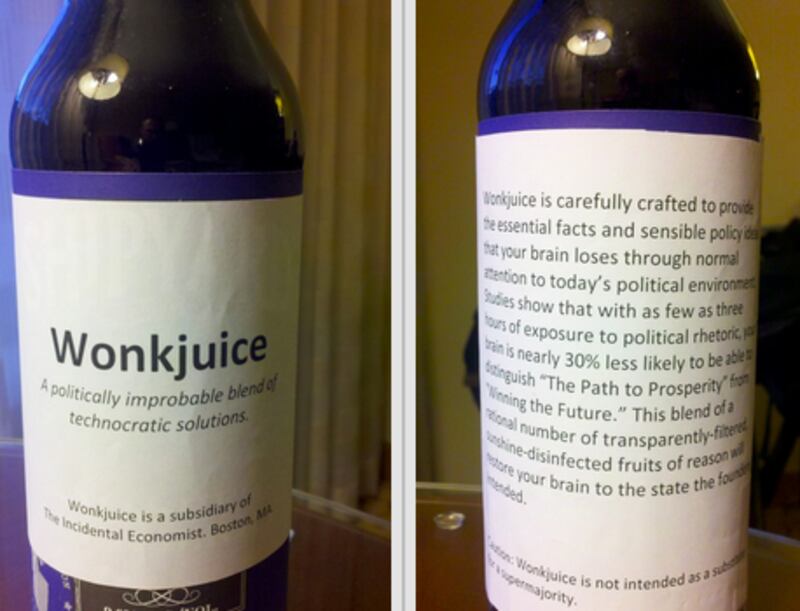 Wonkjuice
A politically improbable blend of
technocratic solutions.
Wonkjuice is a subsidiary of
The Incidental Economist. Boston, MA
Wonkjuice is carefully crafted to provide
the essential facts and sensible policy ideas
that your brain loses through normal
attention to today's political environment.
Studies show that with as few as three
hours of exposure to political rhetoric, your
brain is nearly 30% less likely to be able to
distinguish "The Path to Prosperity" from
"Winning the Future." This blend of a
rational number of transparently-filtered,
sunshine-disinfected fruits of reason will
restore your brain to the state the founders
intended.
Caution: Wonkjuice is not intended as a substitute
for a supermajority.